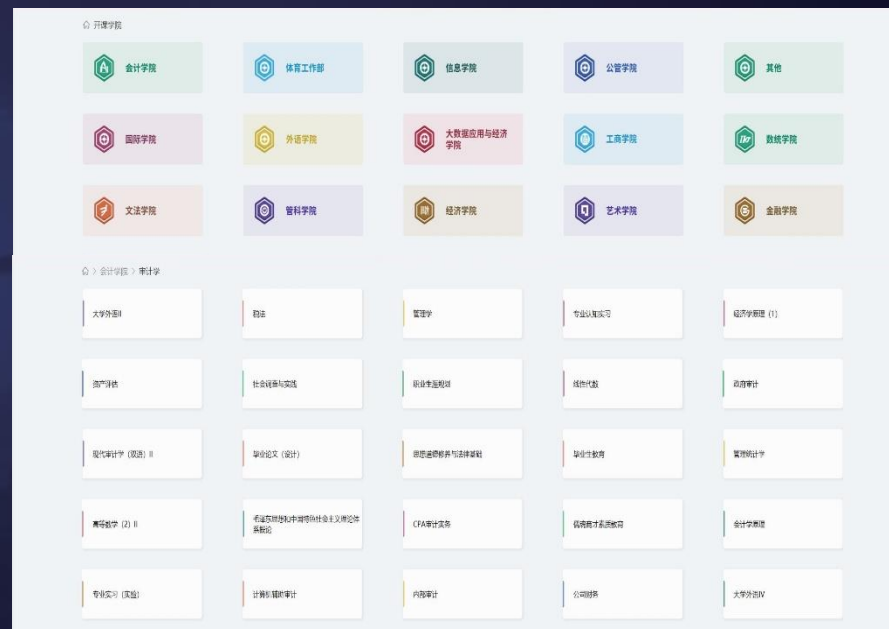 开课学院
会计学院
体育工作部
信息学院
公管学院
其他
国际学院
外语学院
大数据应用与经济
学院
工商学院
数统学院
文法学院
管科学院
经济学院
艺术学院
金融学院
会计学院 > 审计学
大学外语II
税法
管理学
专业认知实习
经济学原理 (1)
资产评估
社会调查与实践
职业生涯规划
线性代数
政府审计
现代审计学 (双语) II
毕业论文 (设计)
思想道德修养与法律基础
毕业生教育
管理统计学
高等数学 (2) II
毛泽东思想和中国特色社会主义理论体
系概论
CPA审计实务
儒魂商才素质教育
会计学原理
专业实习 (实验)
计算机辅助审计
内部审计
公司财务
大学外语IV